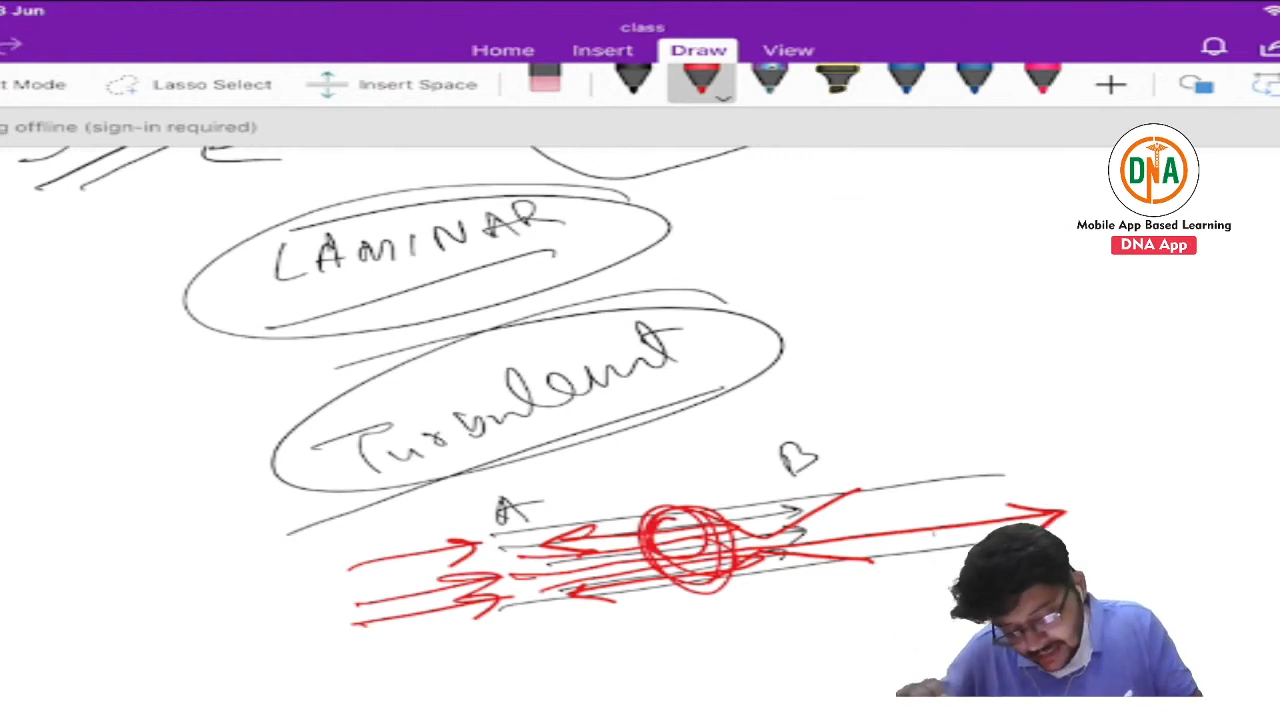 3 Jun
class
Home Insert Draw View
t Mode Lasso Select Insert Space
g offline (sign-in required)
DNA
Mobile App Based Learning
DNA App
LAMINAR
Turbulent
A
B